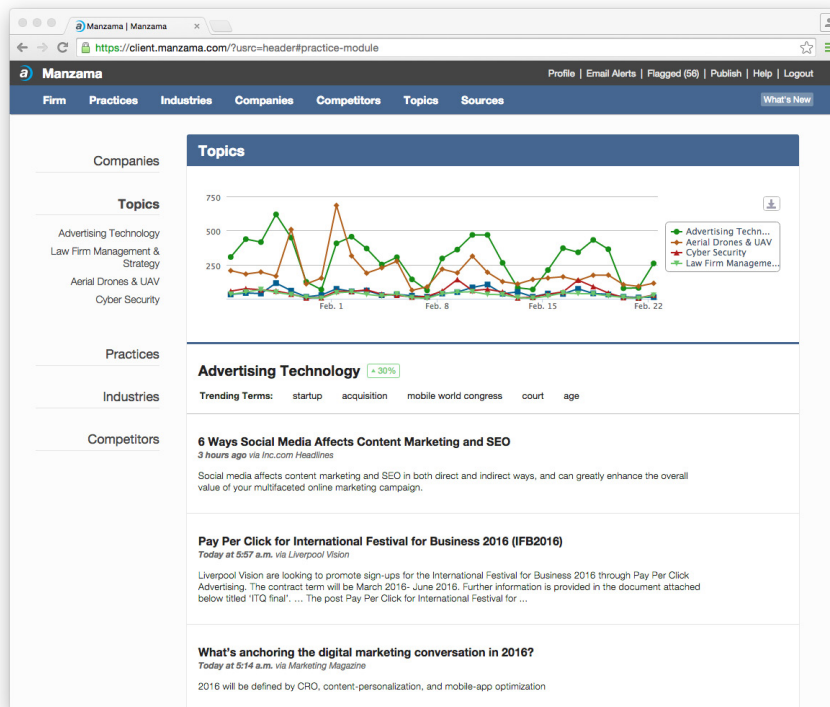 Manzama | Manzama
https://client.manzama.com/?usrc=header#practice-module
a Manzama
Profile | Email Alerts | Flagged (56) | Publish | Help | Logout
Firm Practices Industries Companies Competitors Topics Sources What's New
Companies
Topics
Advertising Technology
Law Firm Management &
Strategy
Aerial Drones & UAV
Cyber Security
Practices
Industries
Competitors
Topics
750
500
250
Feb. 1 Feb. 8 Feb. 15 Feb. 22
Advertising Techn...
Aerial Drones & UAV
Cyber Security
Law Firm Manageme...
Advertising Technology 30%
Trending Terms: startup acquisition mobile world congress court age
6 Ways Social Media Affects Content Marketing and SEO
3 hours ago via Inc.com Headlines
Social media affects content marketing and SEO in both direct and indirect ways, and can greatly enhance the overall
value of your multifaceted online marketing campaign.
Pay Per Click for International Festival for Business 2016 (IFB2016)
Today at 5:57 a.m. via Liverpool Vision
Liverpool Vision are looking to promote sign-ups for the International Festival for Business 2016 through Pay Per Click
Advertising. The contract term will be March 2016- June 2016. Further information is provided in the document attached
below titled 'ITQ final'. ... The post Pay Per Click for International Festival for ...
What's anchoring the digital marketing conversation in 2016?
Today at 5:14 a.m. via Marketing Magazine
2016 will be defined by CRO, content-personalization, and mobile-app optimization